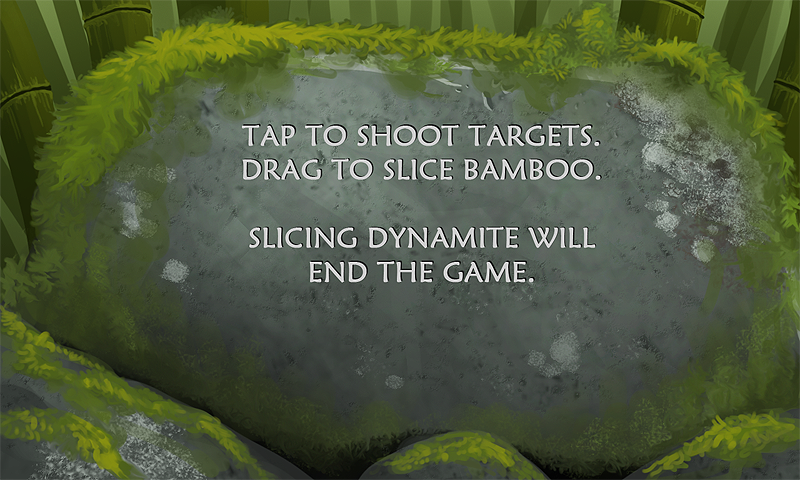 TAP TO SHOOT TARGETS.
DRAG TO SLICE BAMBOO.
SLICING DYNAMITE WILL
END THE GAME.